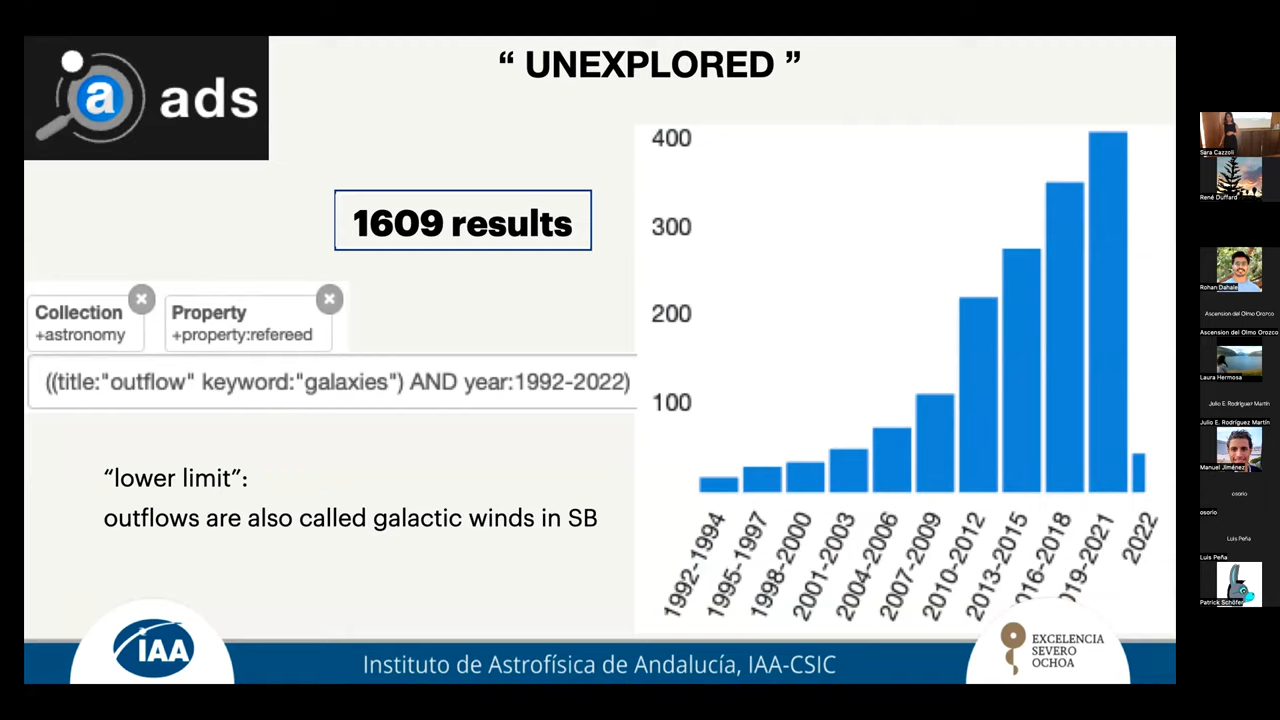 a ads
“ UNEXPLORED ”
1609 results
Collection
+astronomy
Property
+property:refereed
((title:"outflow" keyword:"galaxies") AND year:1992-2022)
“lower limit”:
outflows are also called galactic winds in SB
400
300
200
100
1992-1994
1995-1997
1998-2000
2001-2003
2004-2006
2007-2009
2010-2012
2013-2015
2016-2018
2019-2021
2022
IAA
Instituto de Astrofísica de Andalucía, IAA-CSIC
EXCELENCIA
SEVERO
OCHOA
Sara Cazzoli
René Duffard
Rohan Dahale
Ascension del Olmo Orozco
Ascension del Olmo Orozco
Laura Hermosa
Julio E. Rodríguez Martín
Julio E. Rodríguez Martín
Manuel Jiménez
osorio
osorio
Luis Peña
Luis Peña